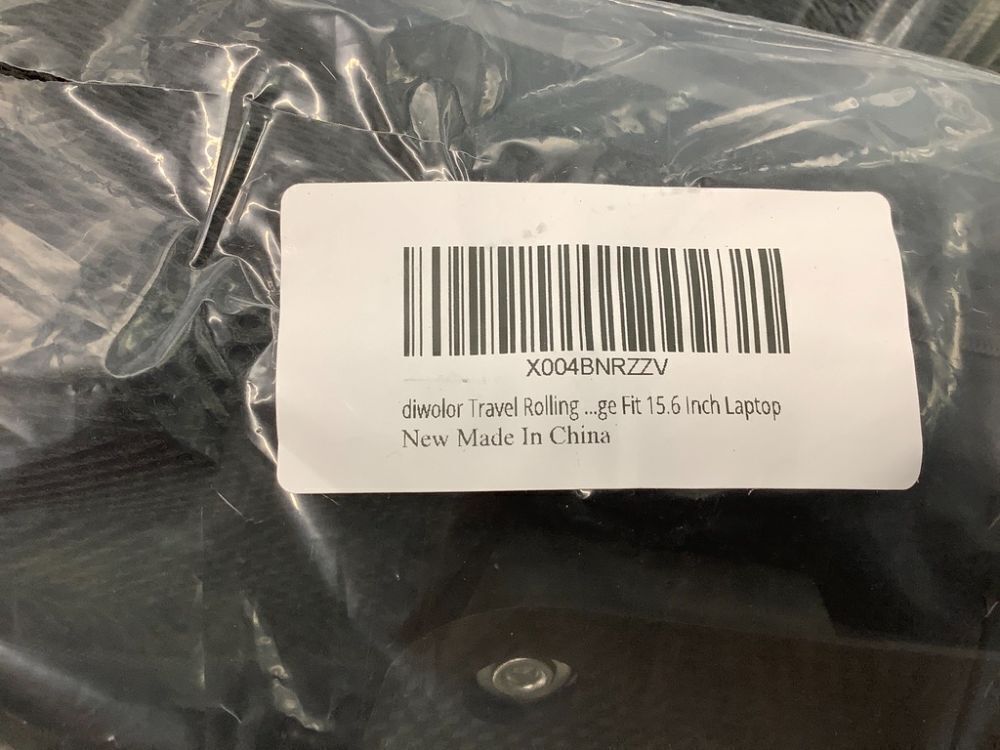 X004BNRZZV
diwolor Travel Rolling ...ge Fit 15.6 Inch Laptop
New Made In China